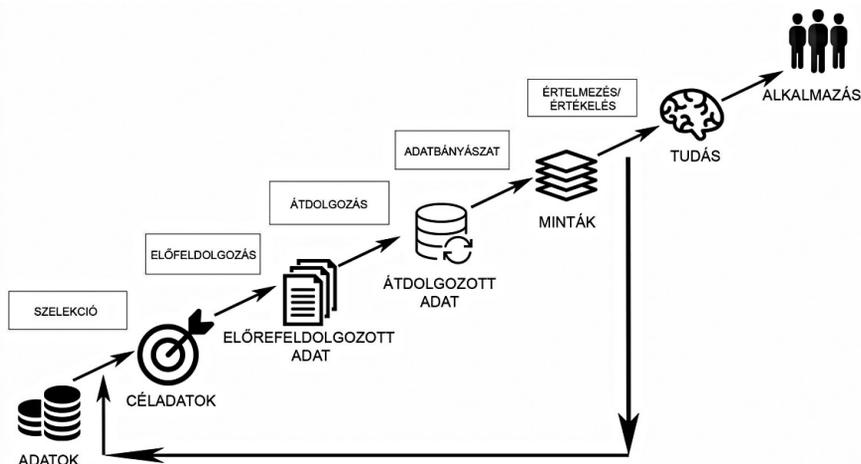 ALKALMAZÁS
ÉRTELMEZÉS/
ÉRTÉKELÉS
TUDÁS
ADATBÁNYÁSZAT
MINTÁK
ÁTDOLGOZÁS
ÁTDOLGOZOTT
ADAT
ELŐFELDOLGOZÁS
ELŐREFELDOLGOZOTT
ADAT
SZELEKCIÓ
CÉLADATOK
ADATOK